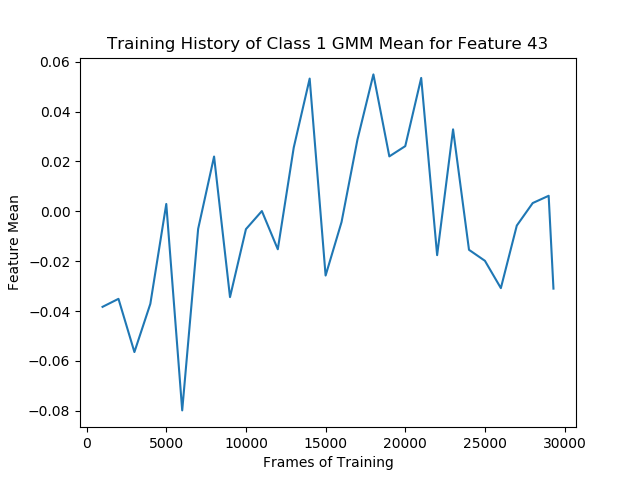 Training History of Class 1 GMM Mean for Feature 43
0.06
0.04
0.02
0.00
−0.02
−0.04
−0.06
−0.08
Feature Mean
0 5000 10000 15000 20000 25000 30000
Frames of Training